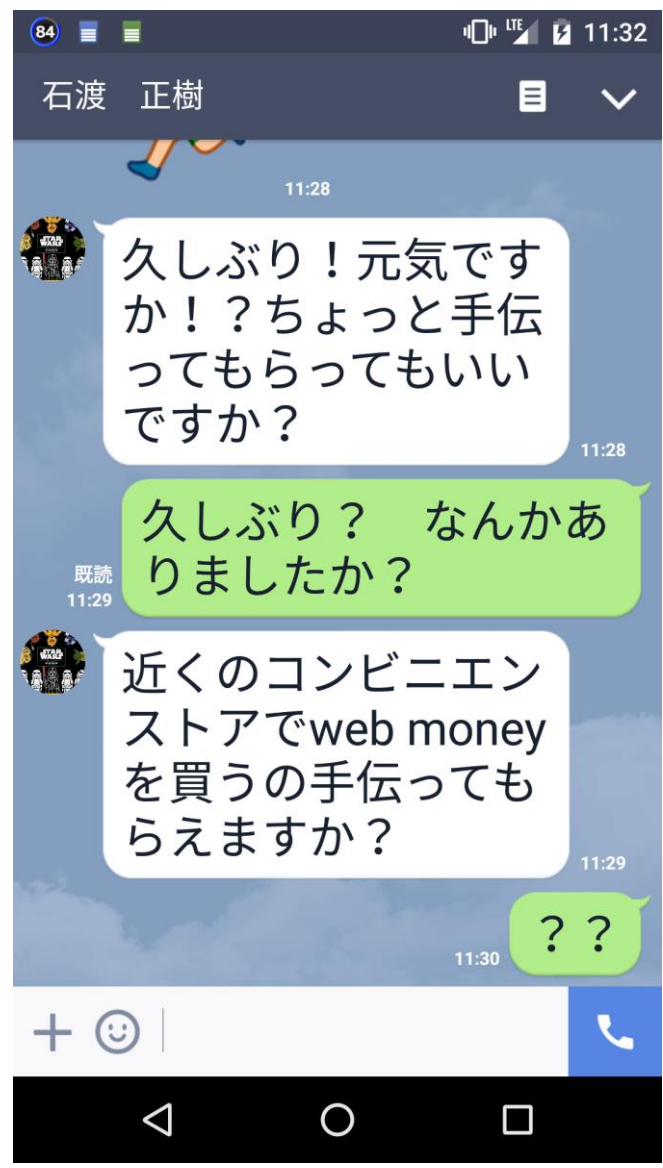 84 LTE 11:32
石渡　正樹
11:28
STAR
WARS
久しぶり！元気です
か！？ちょっと手伝
ってもらってもいい
ですか？
11:28
久しぶり？　なんかあ
りましたか？
既読
11:29
STAR
WARS
近くのコンビニエン
ストアでweb money
を買うの手伝っても
らえますか？
11:29
？？
11:30